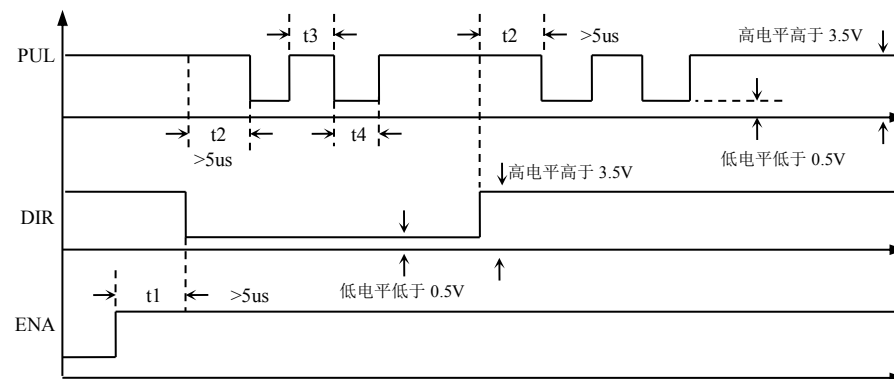 t3
t2
>5us
高电平高于 3.5V
PUL
t2
t4
>5us
低电平低于 0.5V
高电平高于 3.5V
DIR
低电平低于 0.5V
t1
>5us
ENA